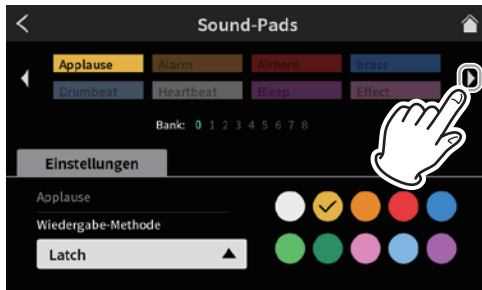 Sound-Pads
Applause Alarm Airhorn brass
Drumbeat Heartbeat Bleep Effect
Bank: 0 1 2 3 4 5 6 7 8
Einstellungen
Applause
Wiedergabe-Methode
Latch